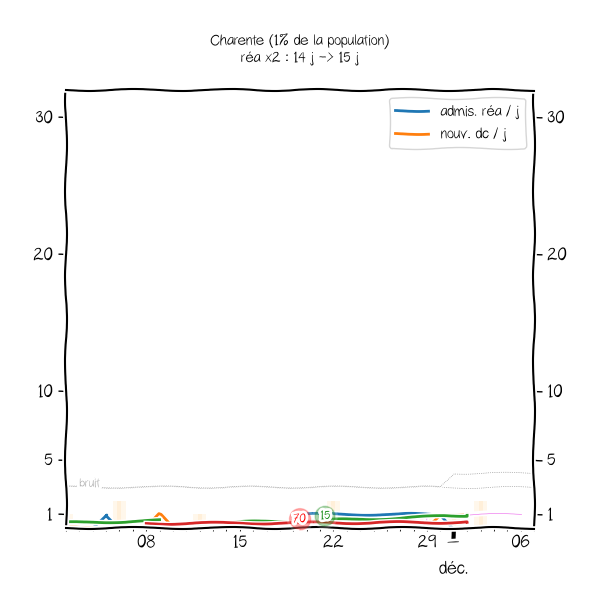 Charente (1% de la population)
réa x2 : 14 j -> 15 j
admis. réa / j
nouv. dc / j
30
30
20
20
10
10
5
5
bruit
1
1
70
15
08
15
22
29
06
déc.